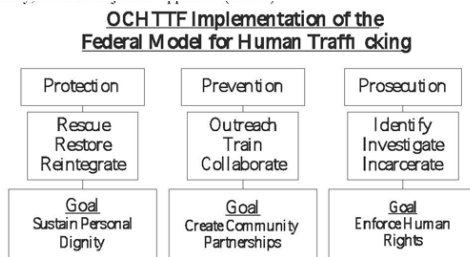 OCHTTF Implementation of the
Federal Model for Human Trafficking
Protection
Prevention
Prosecution
Rescue
Restore
Reintegrate
Outreach
Train
Collaborate
Identify
Investigate
Incarcerate
Goal
Sustain Personal
Dignity
Goal
Create Community
Partnerships
Goal
Enforce Human
Rights